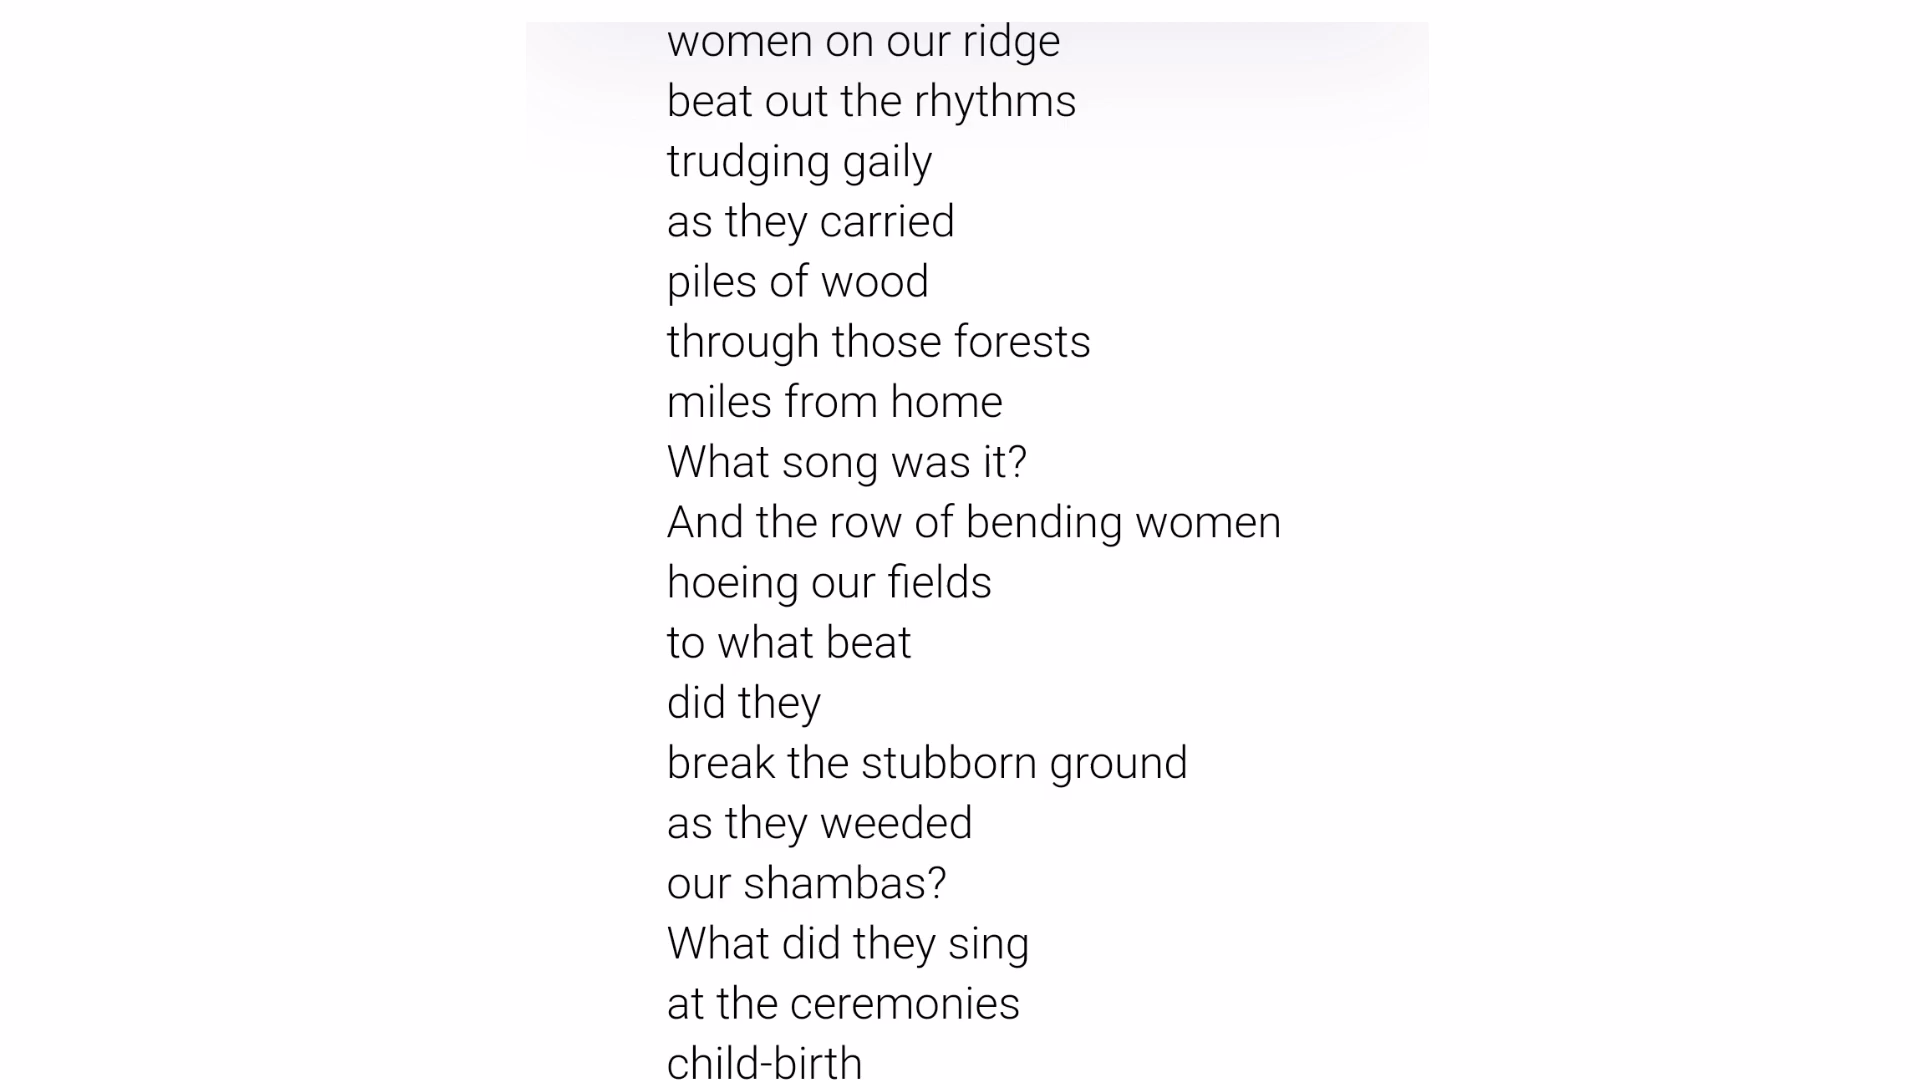 women on our ridge
beat out the rhythms
trudging gaily
as they carried
piles of wood
through those forests
miles from home
What song was it?
And the row of bending women
hoeing our fields
to what beat
did they
break the stubborn ground
as they weeded
our shambas?
What did they sing
at the ceremonies
child-birth